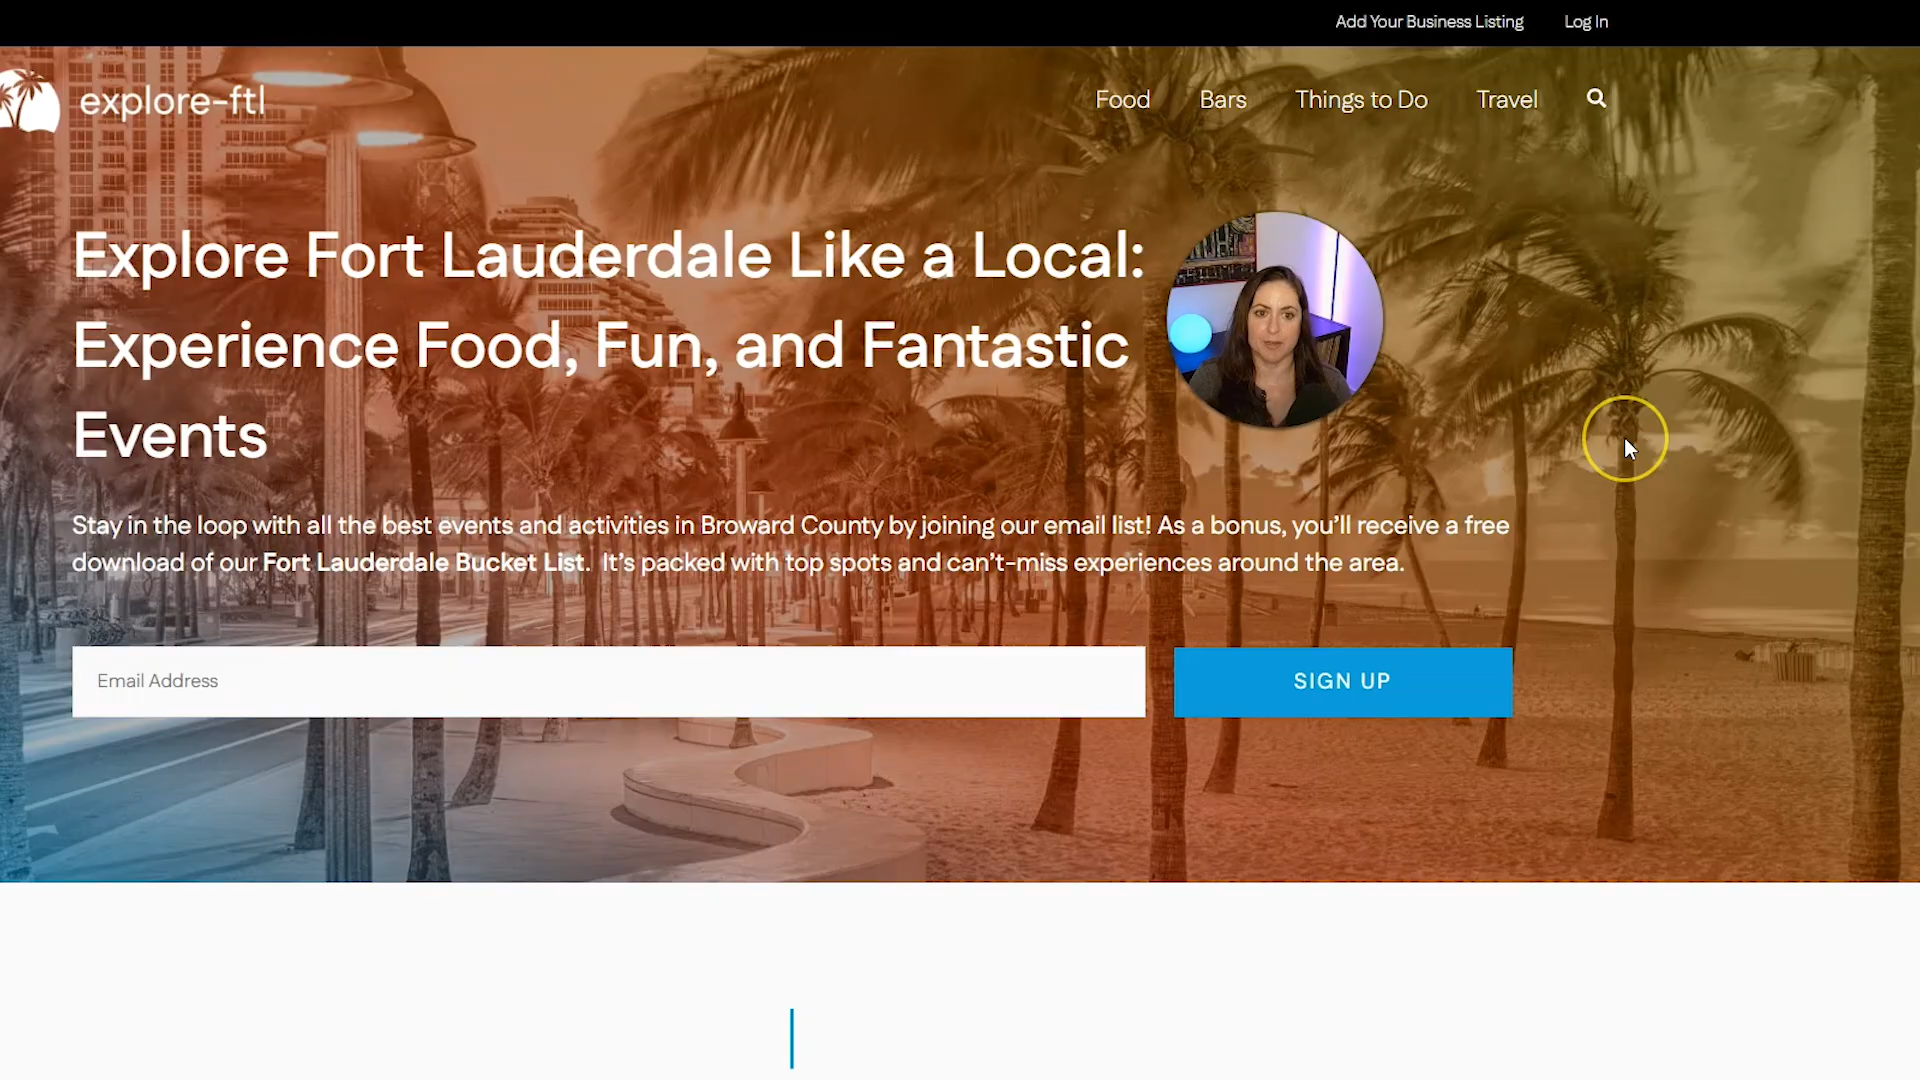 Add Your Business Listing Log In
explore-ftl Food Bars Things to Do Travel
Explore Fort Lauderdale Like a Local:
Experience Food, Fun, and Fantastic
Events
Stay in the loop with all the best events and activities in Broward County by joining our email list! As a bonus, you’ll receive a free
download of our Fort Lauderdale Bucket List. It’s packed with top spots and can’t-miss experiences around the area.
Email Address SIGN UP